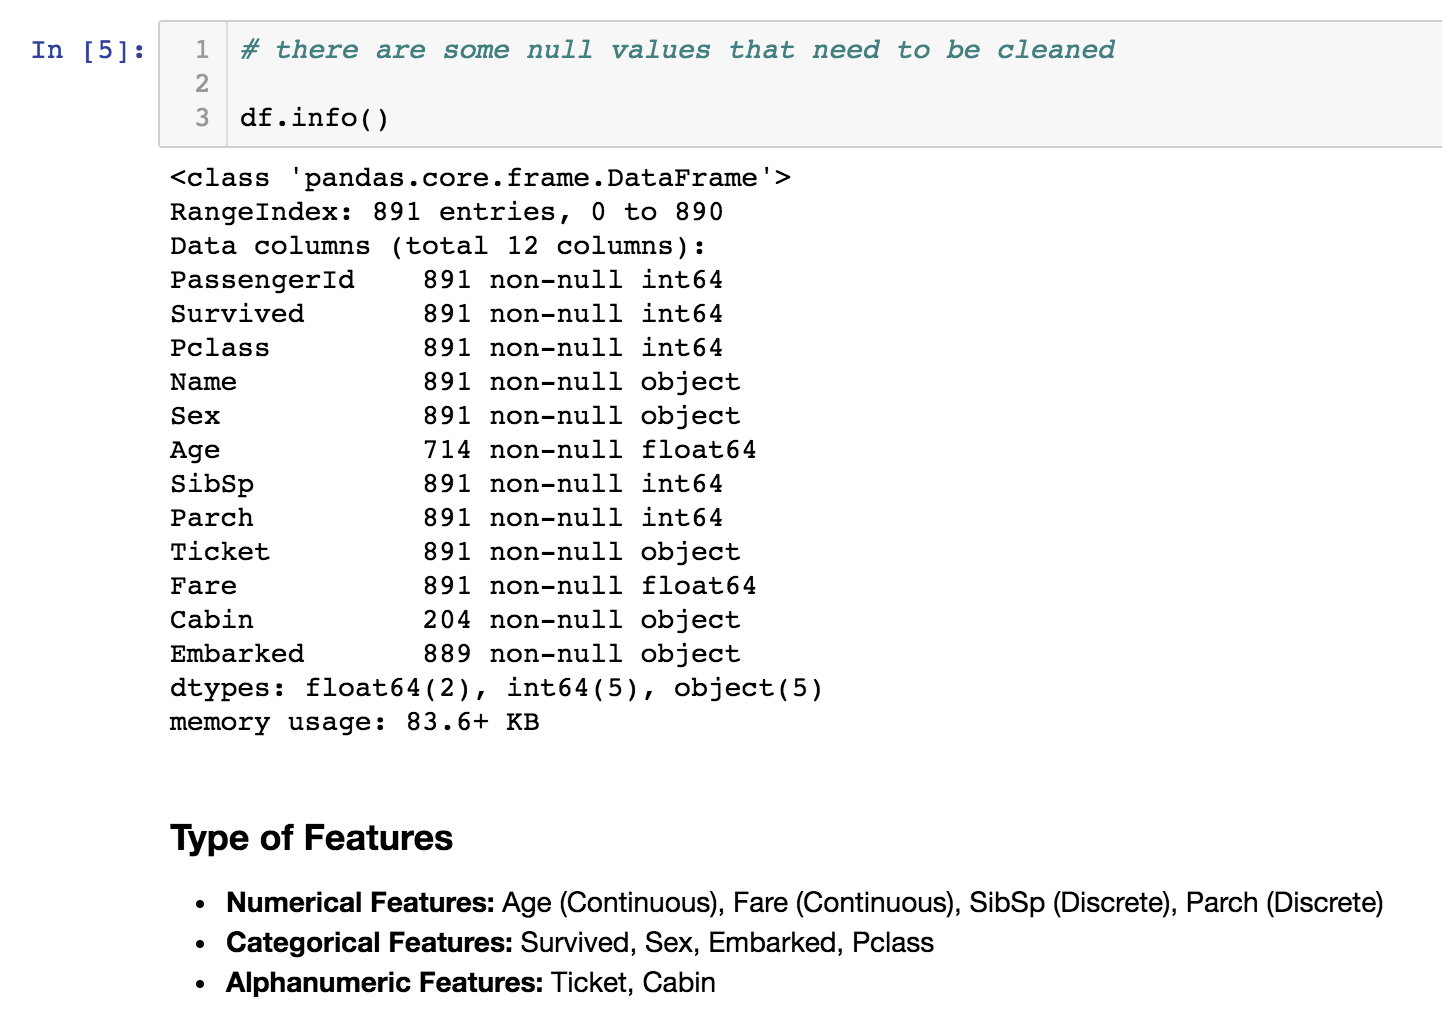 In [5]:
1 # there are some null values that need to be cleaned
2
3 df.info()
<class 'pandas.core.frame.DataFrame'>
RangeIndex: 891 entries, 0 to 890
Data columns (total 12 columns):
PassengerId    891 non-null int64
Survived       891 non-null int64
Pclass         891 non-null int64
Name           891 non-null object
Sex            891 non-null object
Age            714 non-null float64
SibSp          891 non-null int64
Parch          891 non-null int64
Ticket         891 non-null object
Fare           891 non-null float64
Cabin          204 non-null object
Embarked       889 non-null object
dtypes: float64(2), int64(5), object(5)
memory usage: 83.6+ KB
Type of Features
• Numerical Features: Age (Continuous), Fare (Continuous), SibSp (Discrete), Parch (Discrete)
• Categorical Features: Survived, Sex, Embarked, Pclass
• Alphanumeric Features: Ticket, Cabin